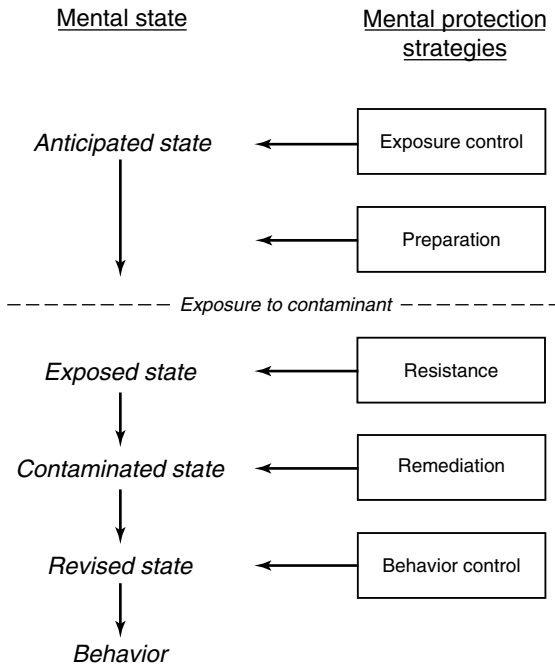 Mental state
Mental protection
strategies
Anticipated state
Exposure control
Preparation
Exposure to contaminant
Exposed state
Resistance
Contaminated state
Remediation
Revised state
Behavior control
Behavior